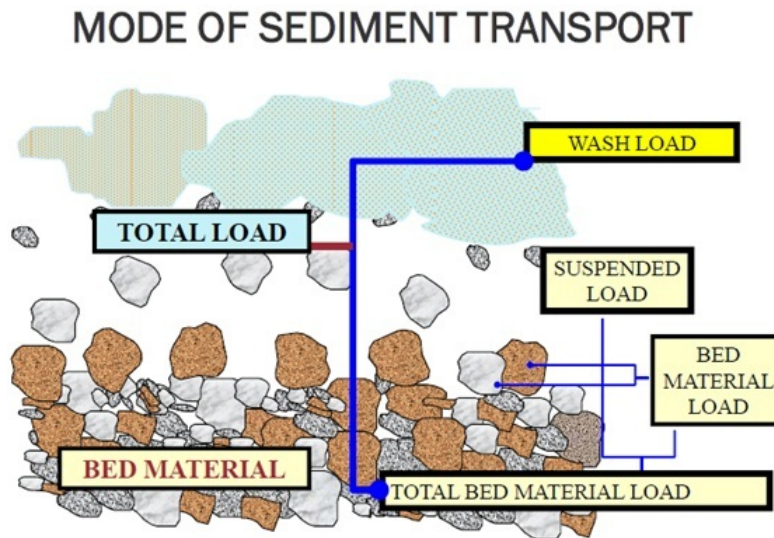 MODE OF SEDIMENT TRANSPORT
WASH LOAD
TOTAL LOAD
SUSPENDED
LOAD
BED
MATERIAL
LOAD
BED MATERIAL
TOTAL BED MATERIAL LOAD